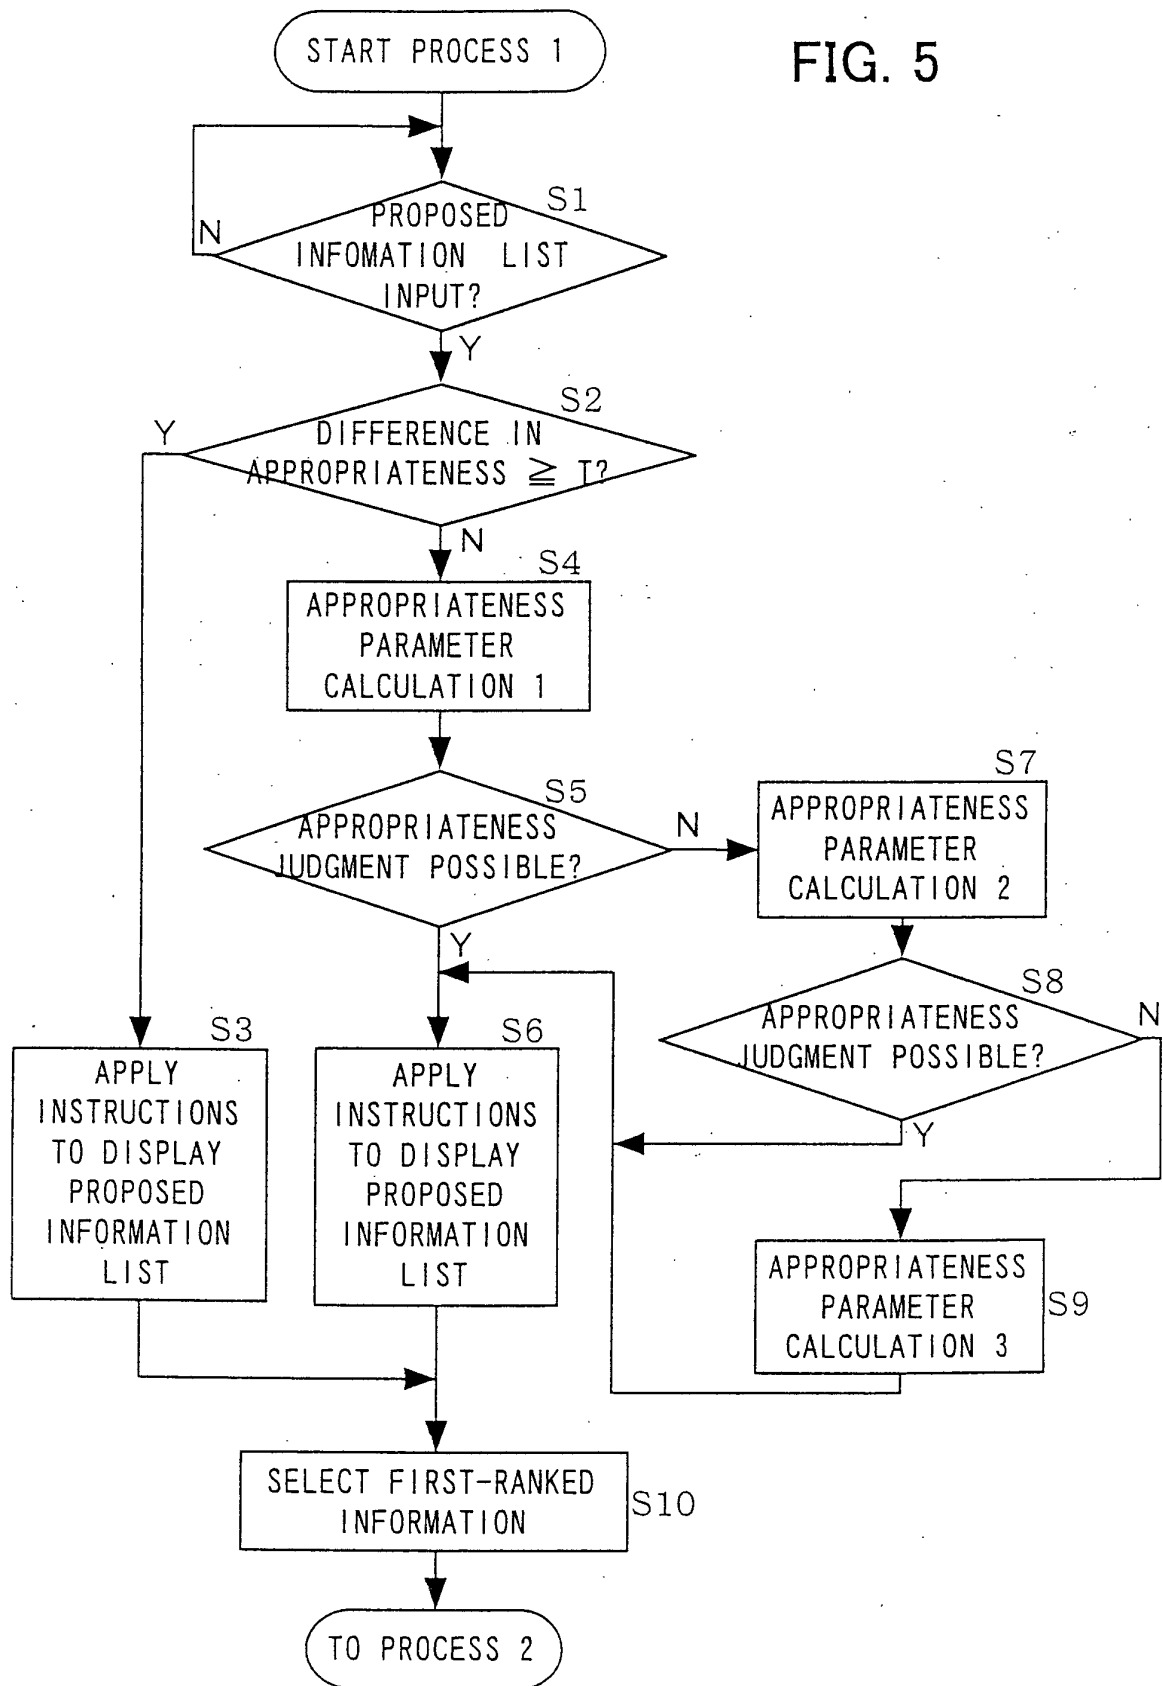 START PROCESS 1
FIG. 5
S1
PROPOSED
N
INFOMATION LIST
INPUT?
Y
S2
Y
DIFFERENCE IN
APPROPRIATENESS ≧ T?
N
S4
APPROPRIATENESS
PARAMETER
CALCULATION 1
S5
APPROPRIATENESS
JUDGMENT POSSIBLE?
N
Y
S7
APPROPRIATENESS
PARAMETER
CALCULATION 2
S8
APPROPRIATENESS
JUDGMENT POSSIBLE?
N
Y
S3
APPLY
INSTRUCTIONS
TO DISPLAY
PROPOSED
INFORMATION
LIST
S6
APPLY
INSTRUCTIONS
TO DISPLAY
PROPOSED
INFORMATION
LIST
APPROPRIATENESS
PARAMETER
CALCULATION 3
S9
SELECT FIRST-RANKED
INFORMATION
S10
TO PROCESS 2